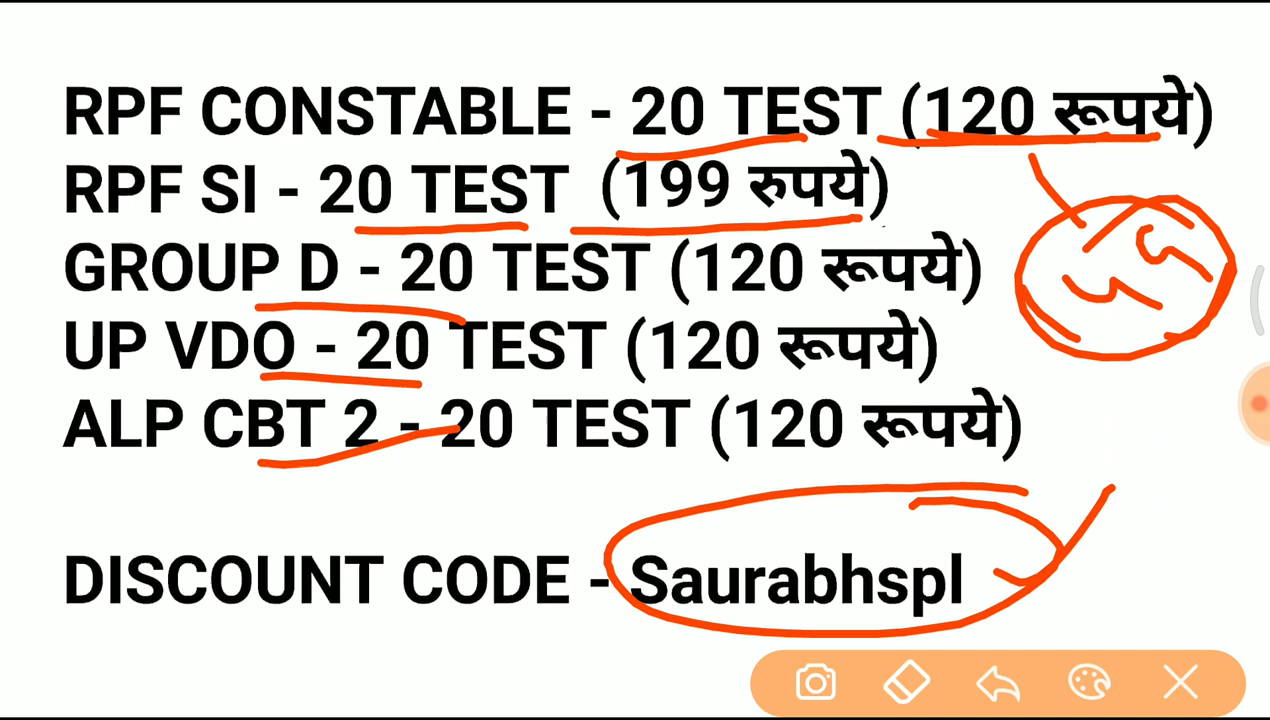 RPF CONSTABLE - 20 TEST (120 रूपये)
RPF SI - 20 TEST (199 रुपये)
GROUP D - 20 TEST (120 रूपये)
UP VDO - 20 TEST (120 रूपये)
ALP CBT 2 - 20 TEST (120 रूपये)
DISCOUNT CODE - Saurabhspl